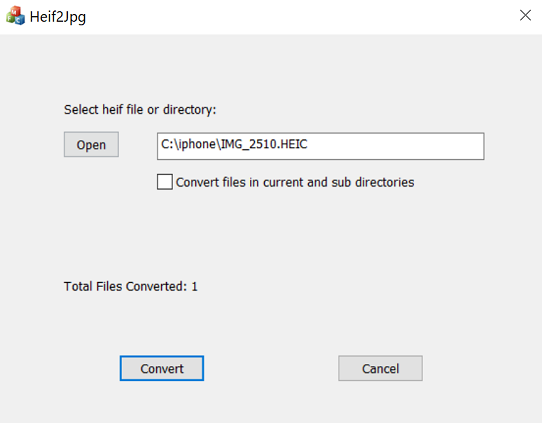 Heif2Jpg
Select heif file or directory:
Open
C:\iphone\IMG_2510.HEIC
Convert files in current and sub directories
Total Files Converted: 1
Convert
Cancel